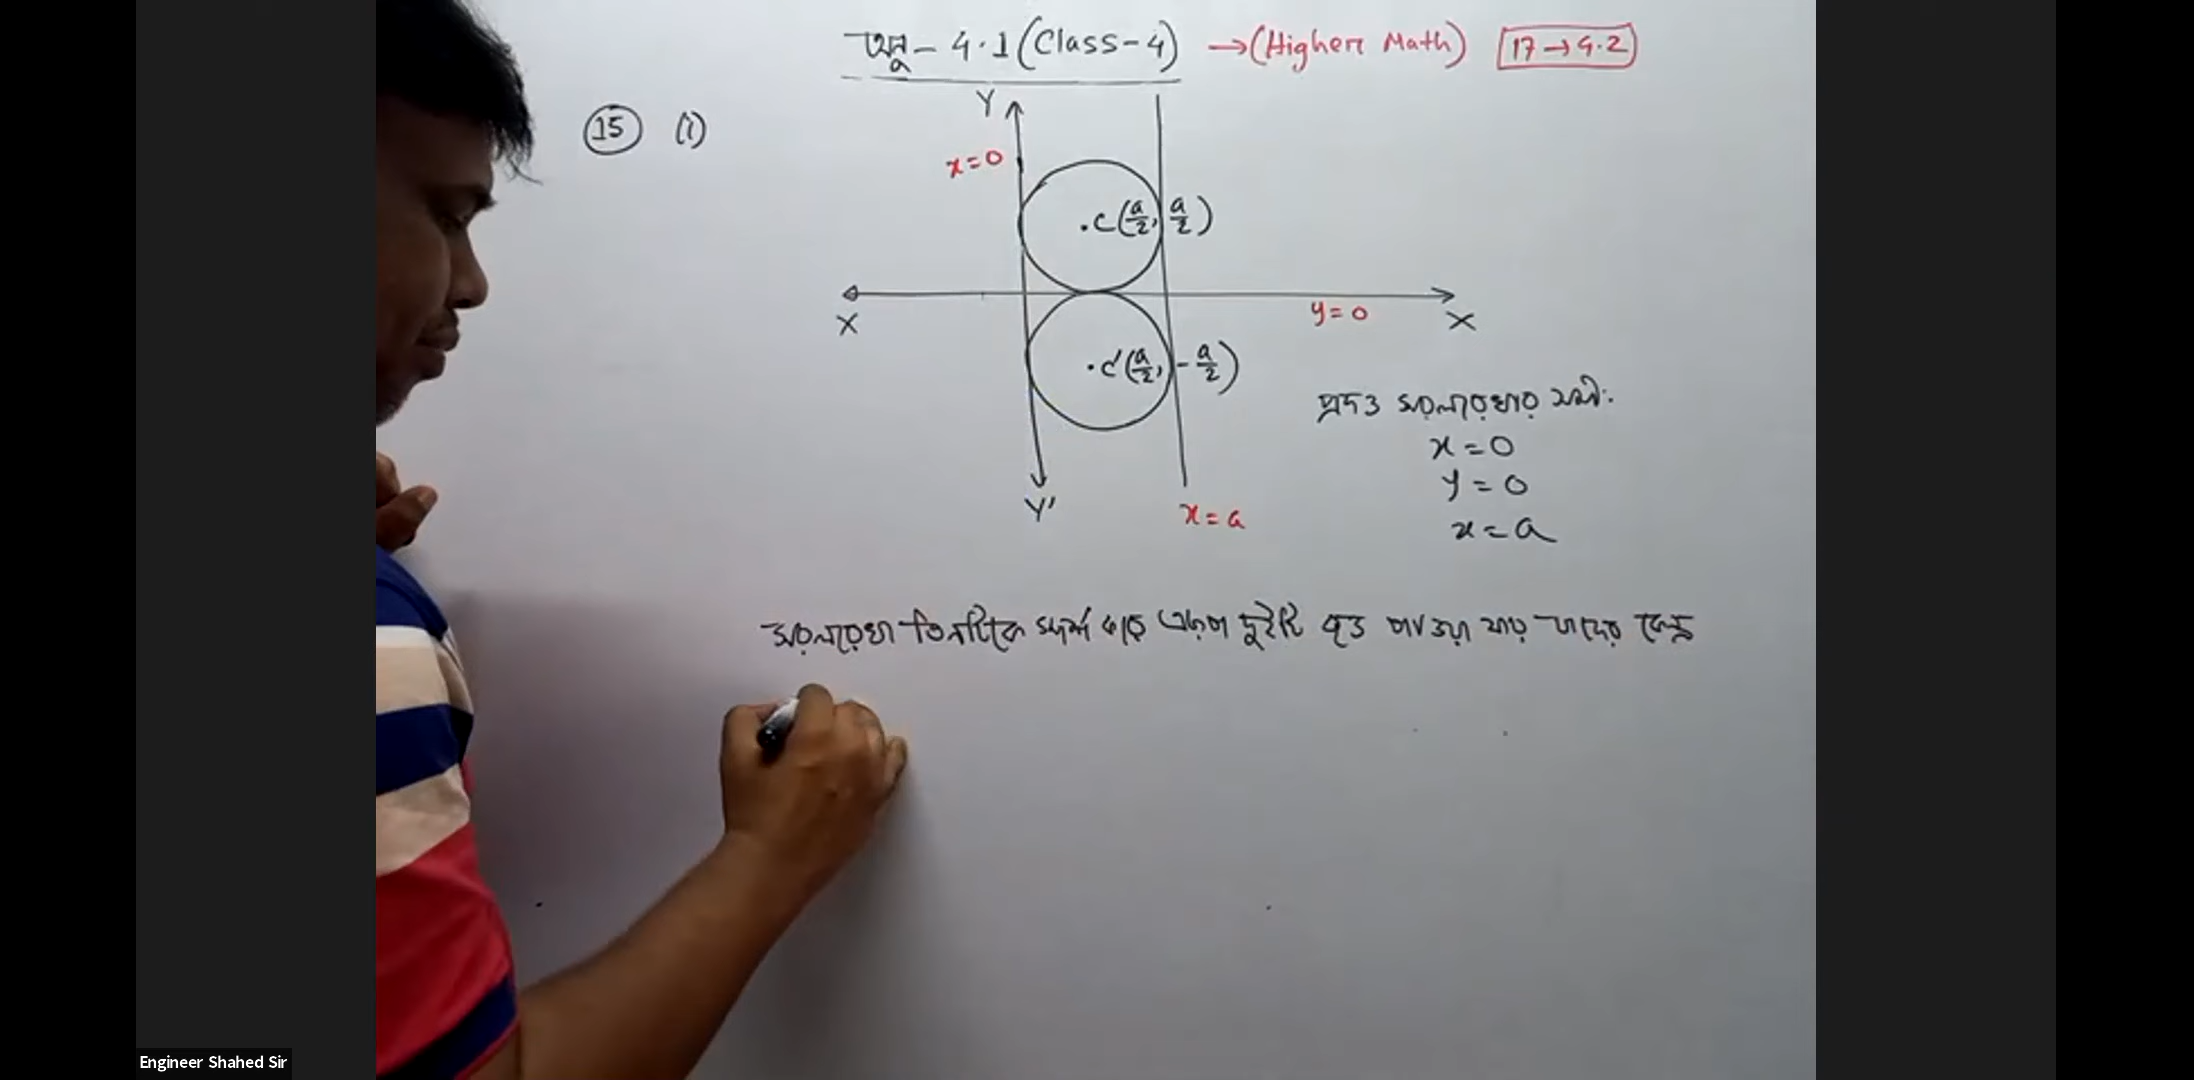 অনু - 4.1 (Class-4) → (Higher Math) 17→4.2
15 (i)
Y
x=0
.C(a/2, a/2)
X X
y=0
.C'(a/2, -a/2)
প্রদত্ত সরলরেখার সমী:
x=0
y=0
x=a
Y'
x=a
সরলরেখা তিনটিকে স্পর্শ করে এরূপ দুইটি বৃত্ত পাওয়া যায় যাদের কেন্দ্র
Engineer Shahed Sir